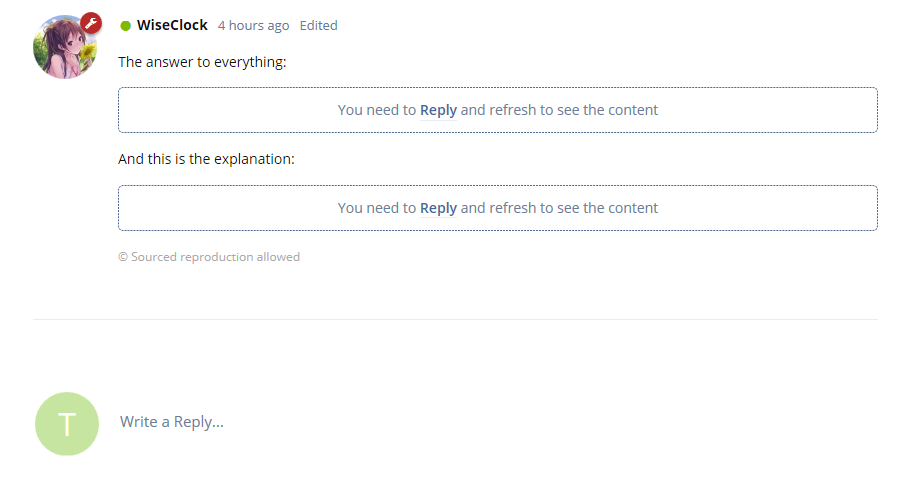 WiseClock 4 hours ago Edited
The answer to everything:
You need to Reply and refresh to see the content
And this is the explanation:
You need to Reply and refresh to see the content
© Sourced reproduction allowed
T
Write a Reply...